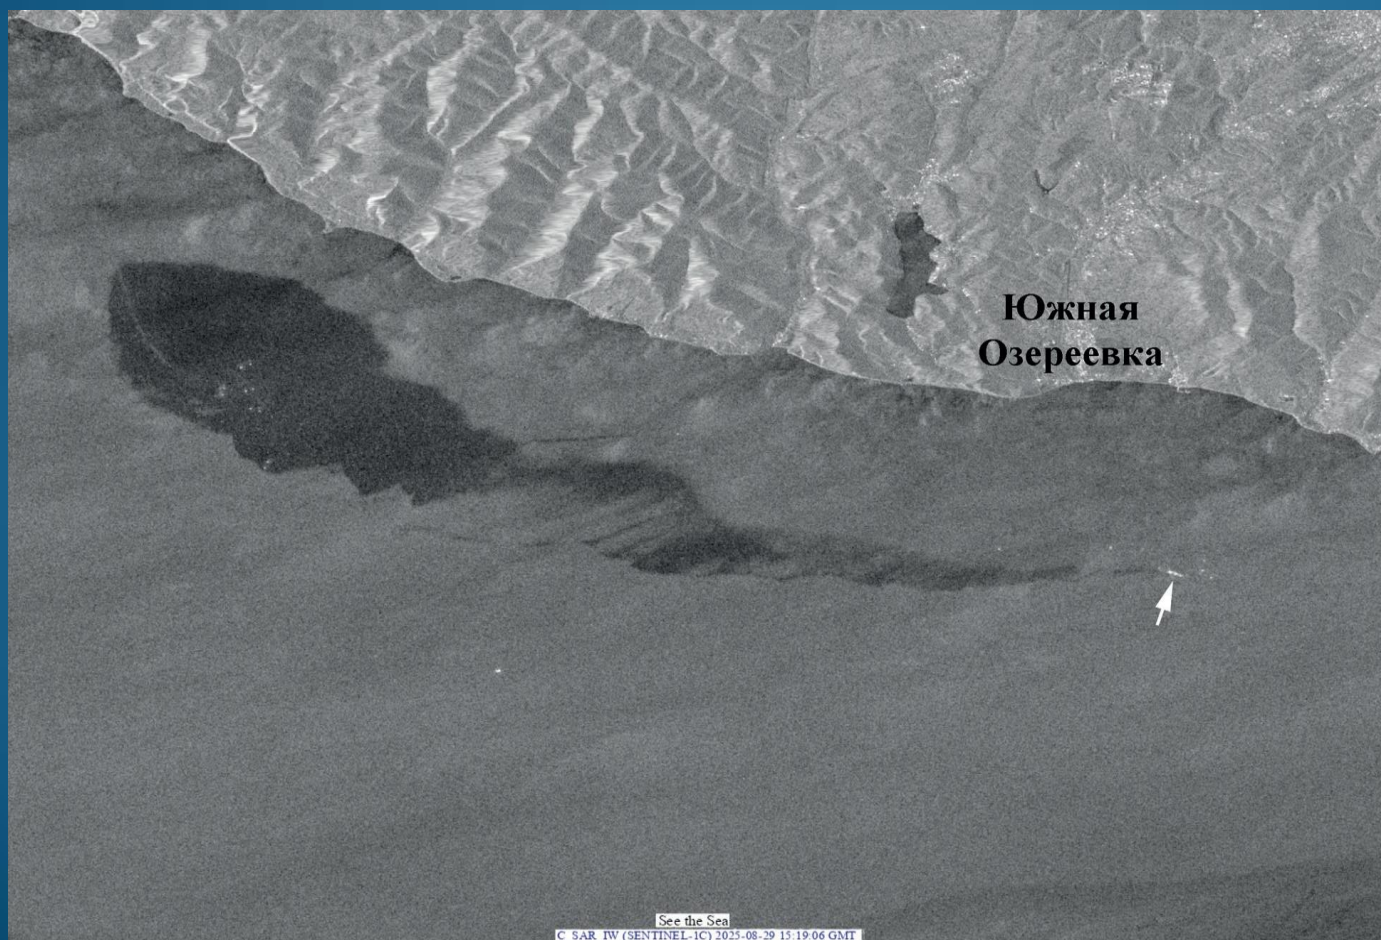 Южная
Озереевка
See the Sea
C_SAR_IW (SENTINEL-1C) 2025-08-29 15:19:06 GMT